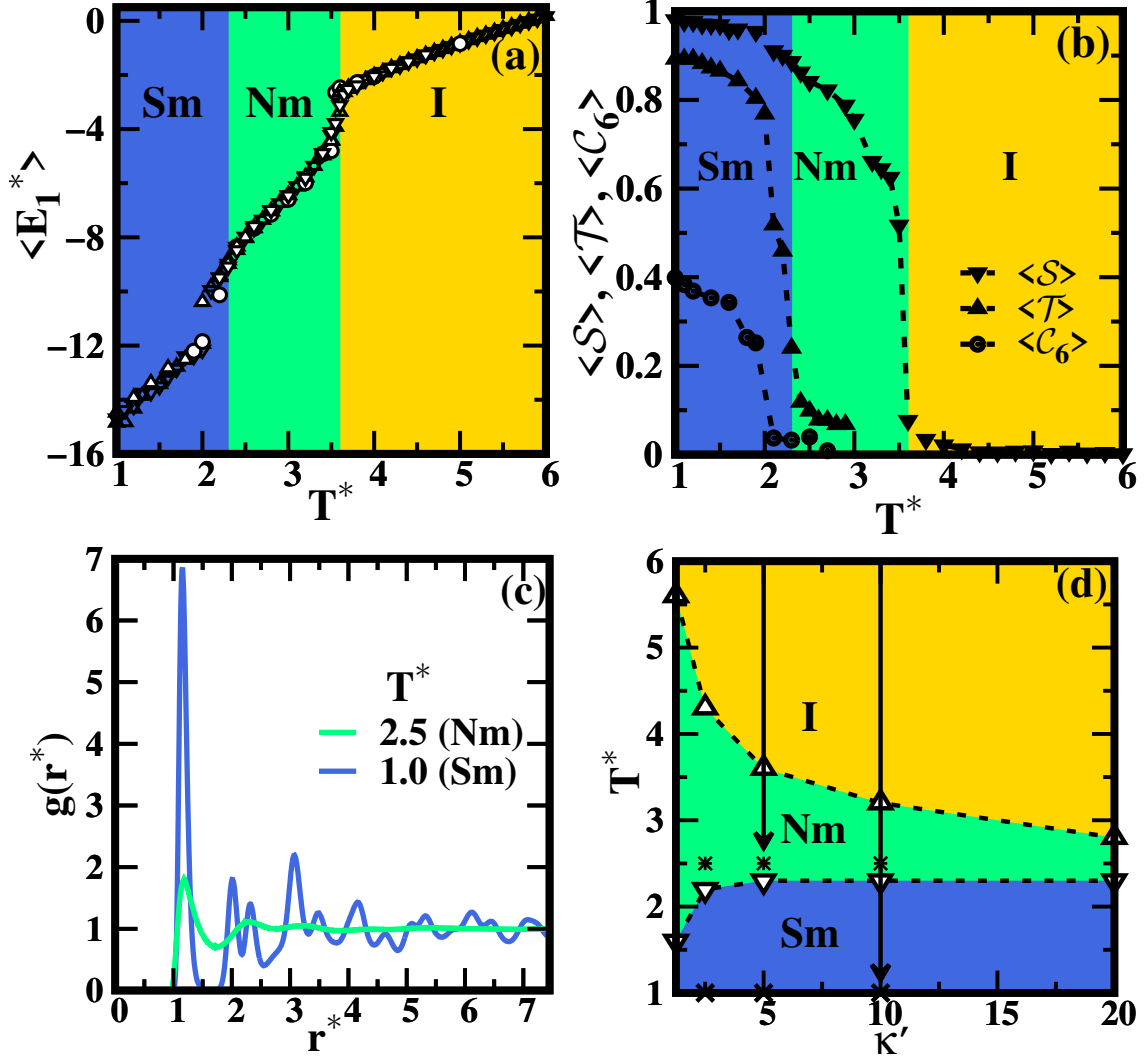 (a)
Sm Nm I
<E1*>
0
−4
−8
−12
−16
1 2 3 4 5 6
T*
(b)
Sm Nm I
<S>, <T>, <C6>
1
0.8
0.6
0.4
0.2
0
<S>
<T>
<C6>
1 2 3 4 5 6
T*
(c)
g(r*)
7
6
5
4
3
2
1
0
T*
2.5 (Nm)
1.0 (Sm)
0 1 2 3 4 5 6 7
r*
(d)
T*
6
5
4
3
2
1
I
Nm
Sm
5 10 15 20
κ′